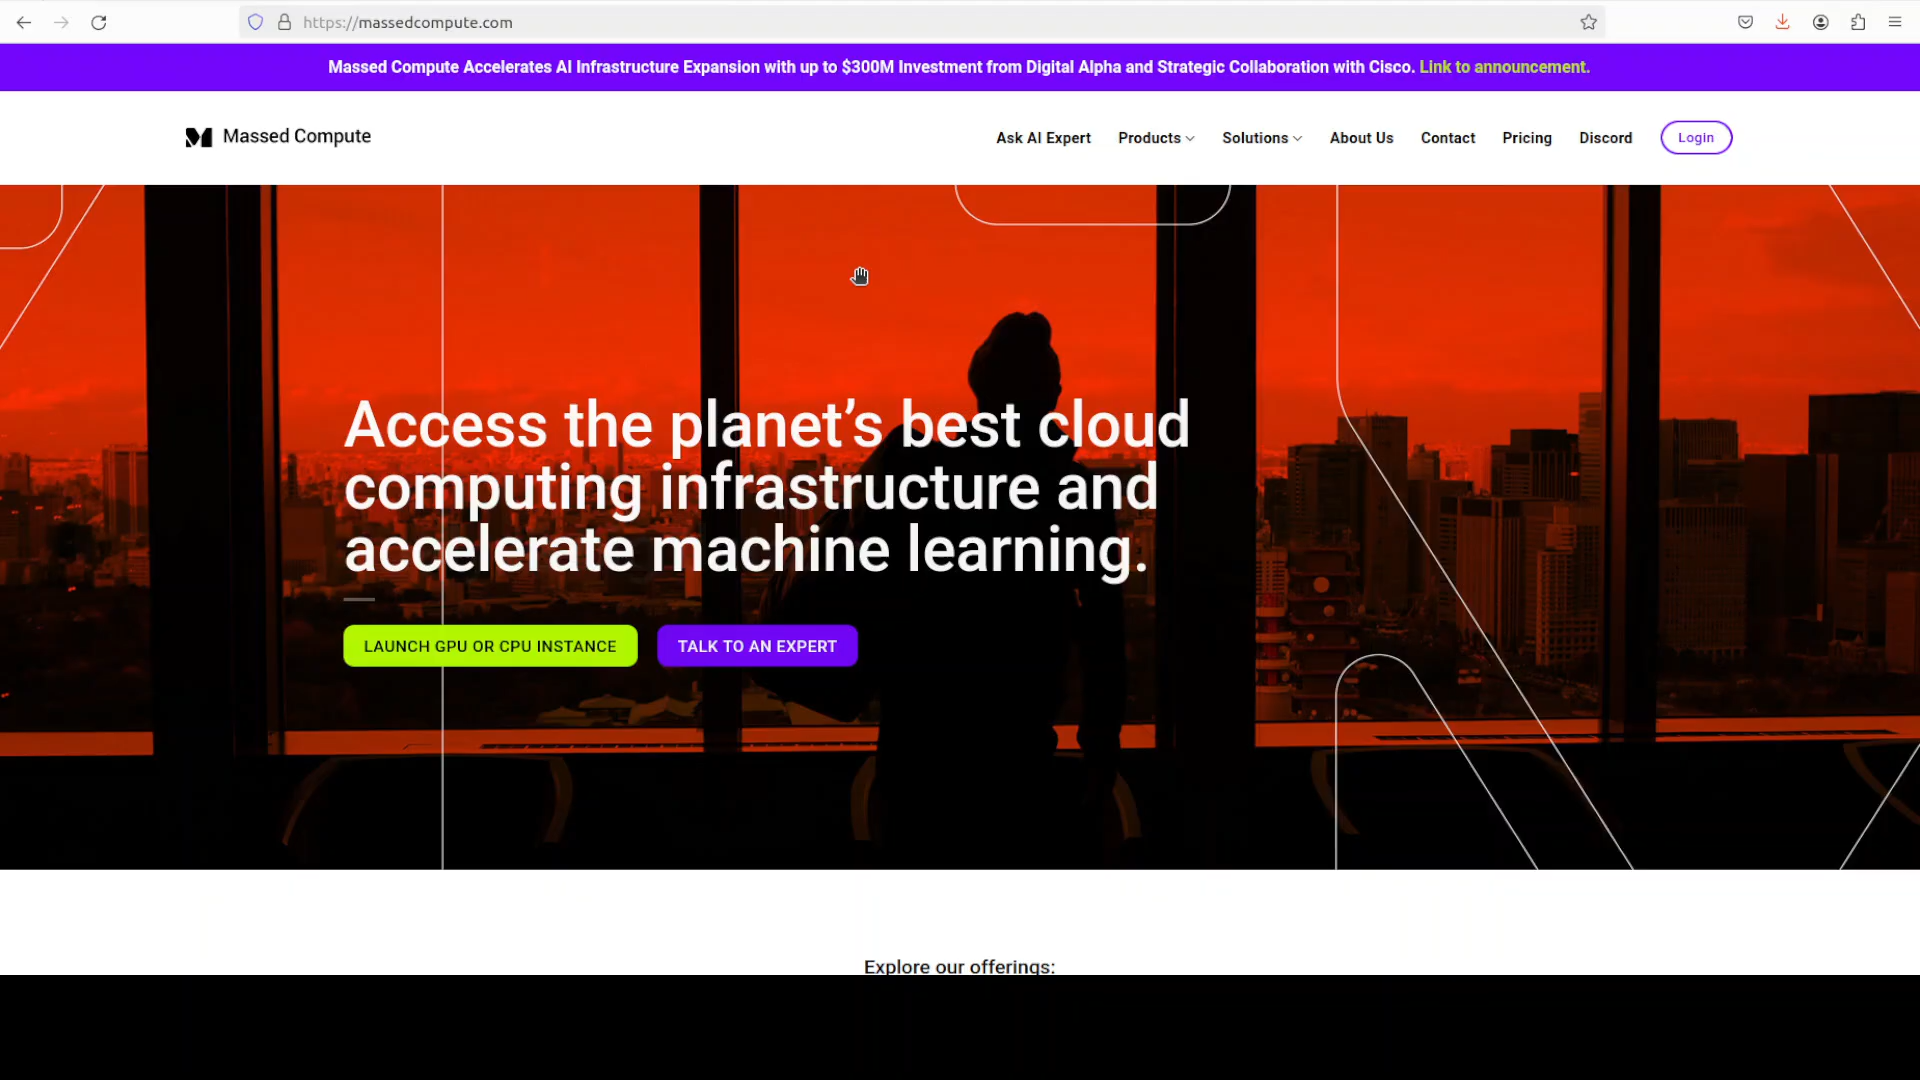 https://massedcompute.com
Massed Compute Accelerates AI Infrastructure Expansion with up to $300M Investment from Digital Alpha and Strategic Collaboration with Cisco. Link to announcement.
Massed Compute
Ask AI Expert
Products
Solutions
About Us
Contact
Pricing
Discord
Login
Access the planet’s best cloud
computing infrastructure and
accelerate machine learning.
LAUNCH GPU OR CPU INSTANCE
TALK TO AN EXPERT
Explore our offerings: